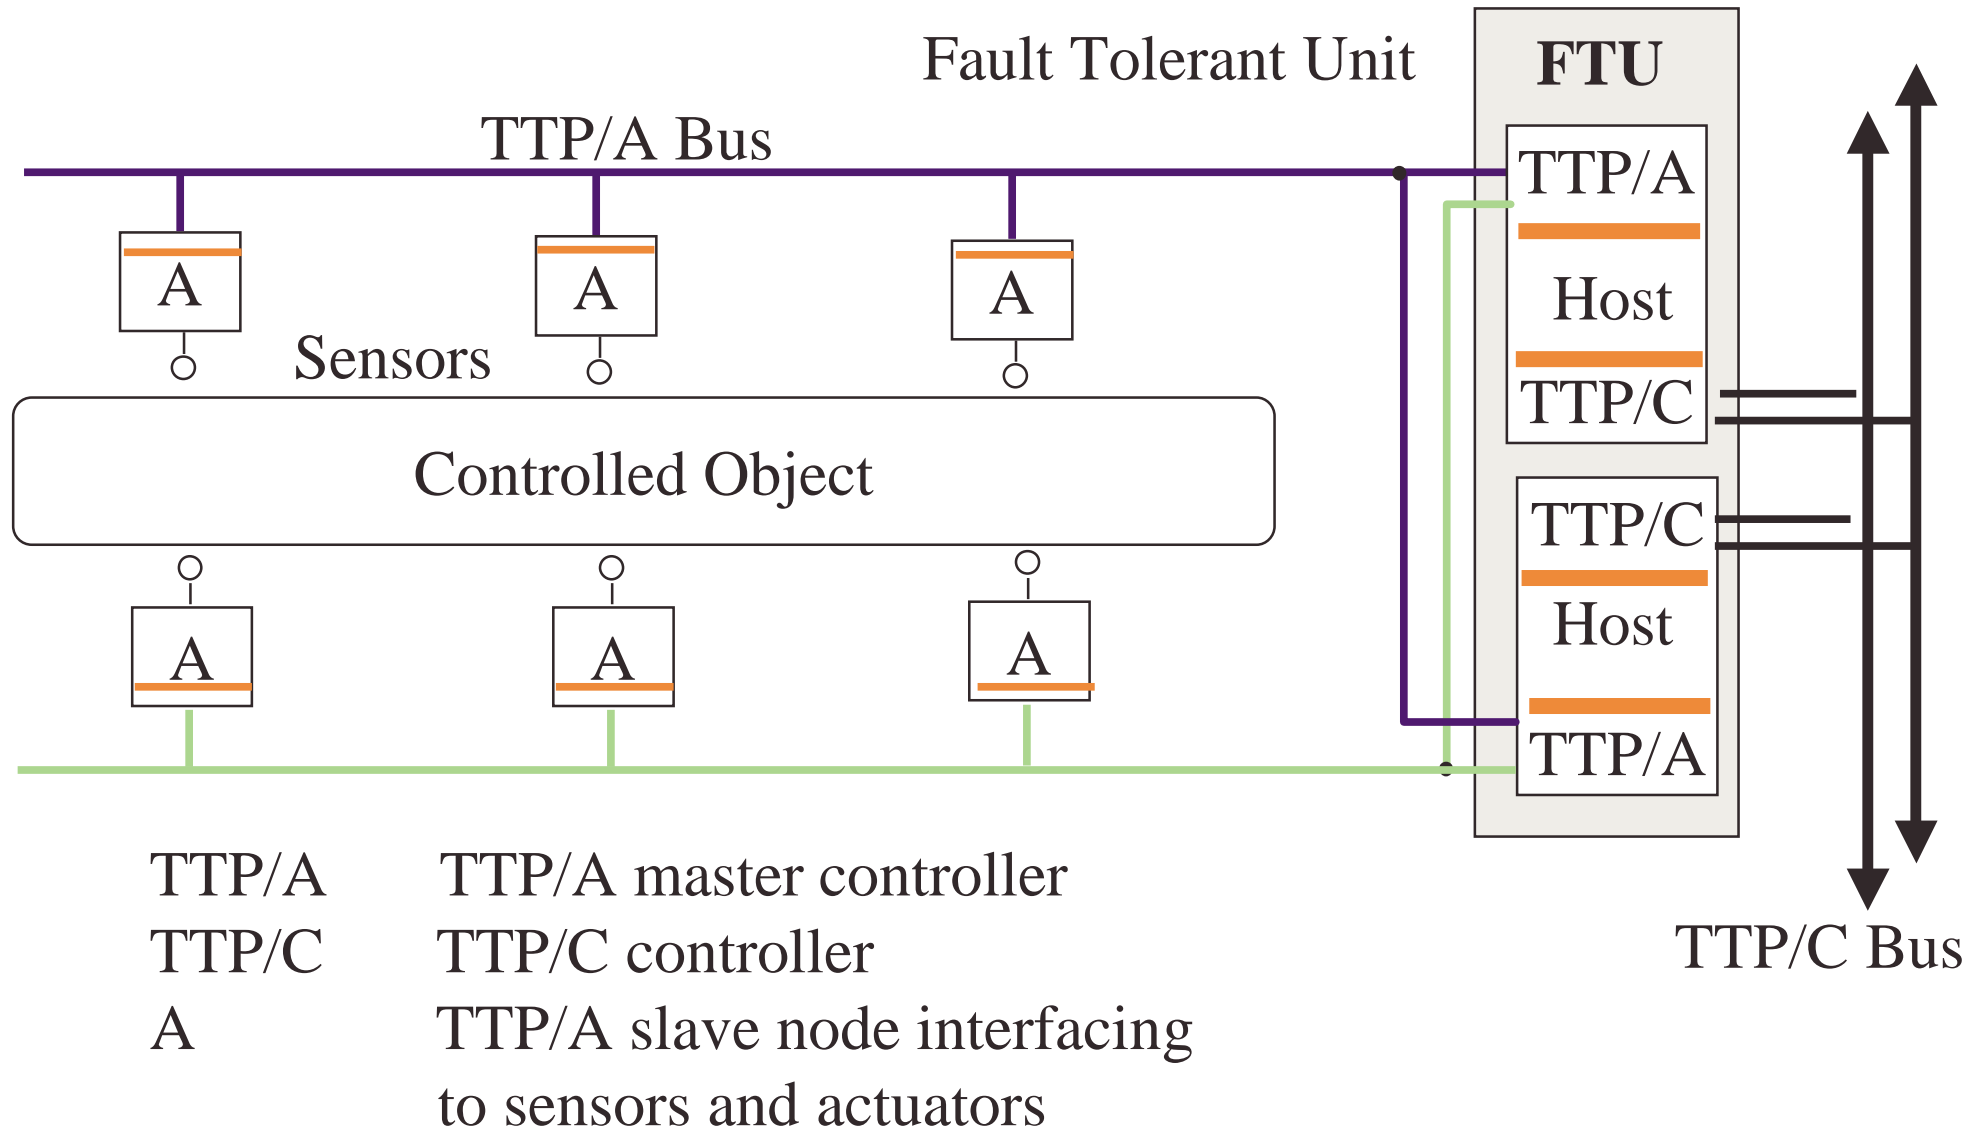 Fault Tolerant Unit
FTU
TTP/A Bus
TTP/A
A
A
A
Host
Sensors
TTP/C
Controlled Object
TTP/C
Host
A
A
A
TTP/A
TTP/A TTP/A master controller
TTP/C TTP/C controller
TTP/C Bus
A TTP/A slave node interfacing
to sensors and actuators